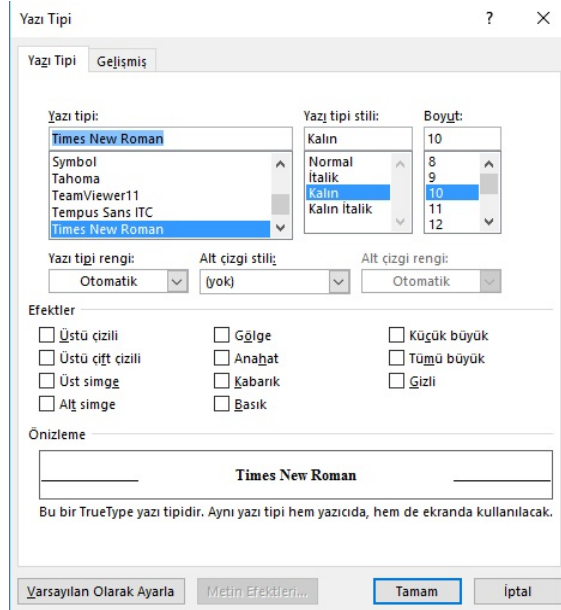 Yazı Tipi ? ×
Yazı Tipi Gelişmiş
Yazı tipi: Yazı tipi stili: Boyut:
Times New Roman Kalın 10
Symbol Normal 8
Tahoma İtalik 9
TeamViewer11 Kalın 10
Tempus Sans ITC Kalın İtalik 11
Times New Roman 12
Yazı tipi rengi: Alt çizgi stili: Alt çizgi rengi:
Otomatik (yok) Otomatik
Efektler
Üstü çizili Gölge Küçük büyük
Üstü çift çizili Anahat Tümü büyük
Üst simge Kabarık Gizli
Alt simge Basık
Önizleme
Times New Roman
Bu bir TrueType yazı tipidir. Aynı yazı tipi hem yazıcıda, hem de ekranda kullanılacak.
Varsayılan Olarak Ayarla Metin Efektleri... Tamam İptal